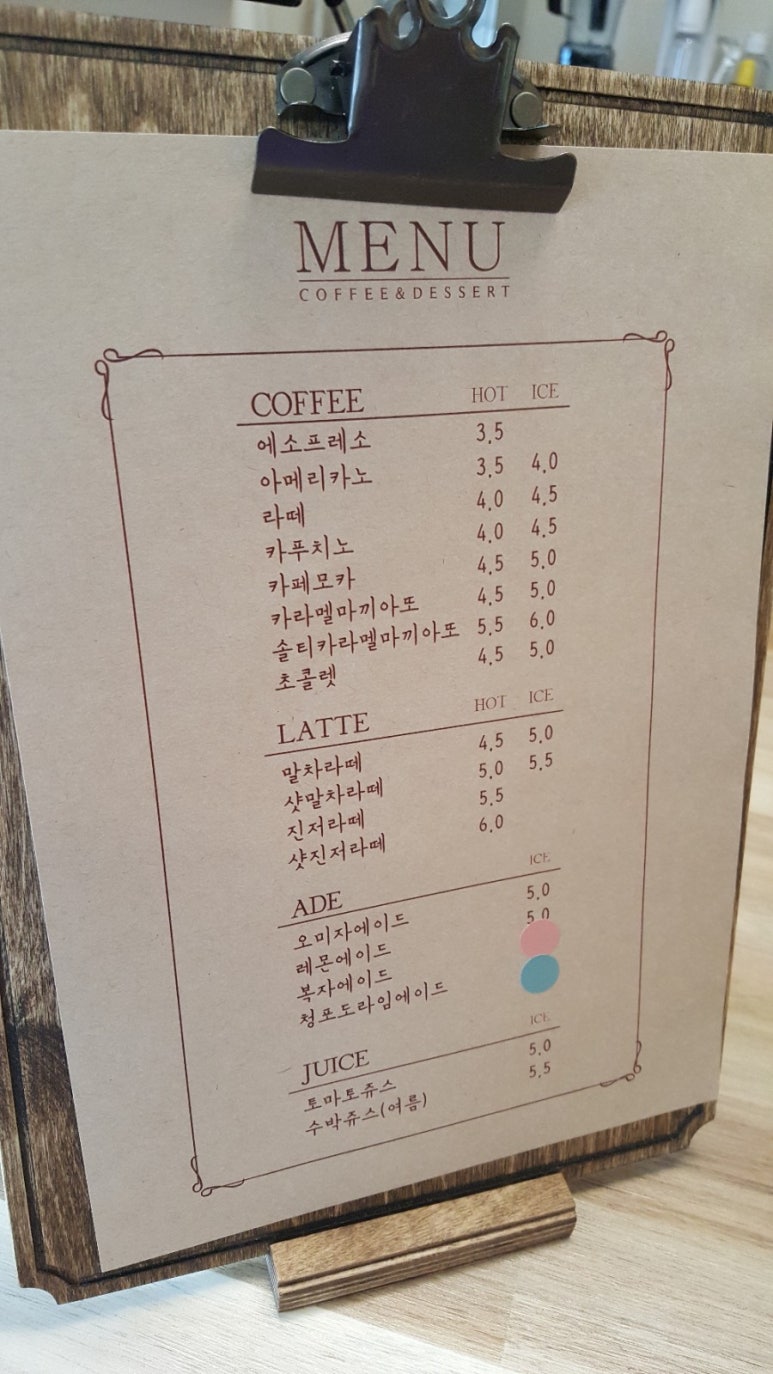 MENU
COFFEE&DESSERT
COFFEE HOT ICE
에소프레소 3.5
아메리카노 3.5 4.0
라떼 4.0 4.5
카푸치노 4.0 4.5
카페모카 4.5 5.0
카라멜마끼아또 4.5 5.0
솔티카라멜마끼아또 5.5 6.0
초콜렛 4.5 5.0
LATTE HOT ICE
말차라떼 4.5 5.0
샷말차라떼 5.0 5.5
진저라떼 5.5
샷진저라떼 6.0
ADE ICE
오미자에이드 5.0
레몬에이드 5.0
복자에이드
청포도라임에이드
JUICE ICE
토마토쥬스 5.0
수박쥬스(여름) 5.5